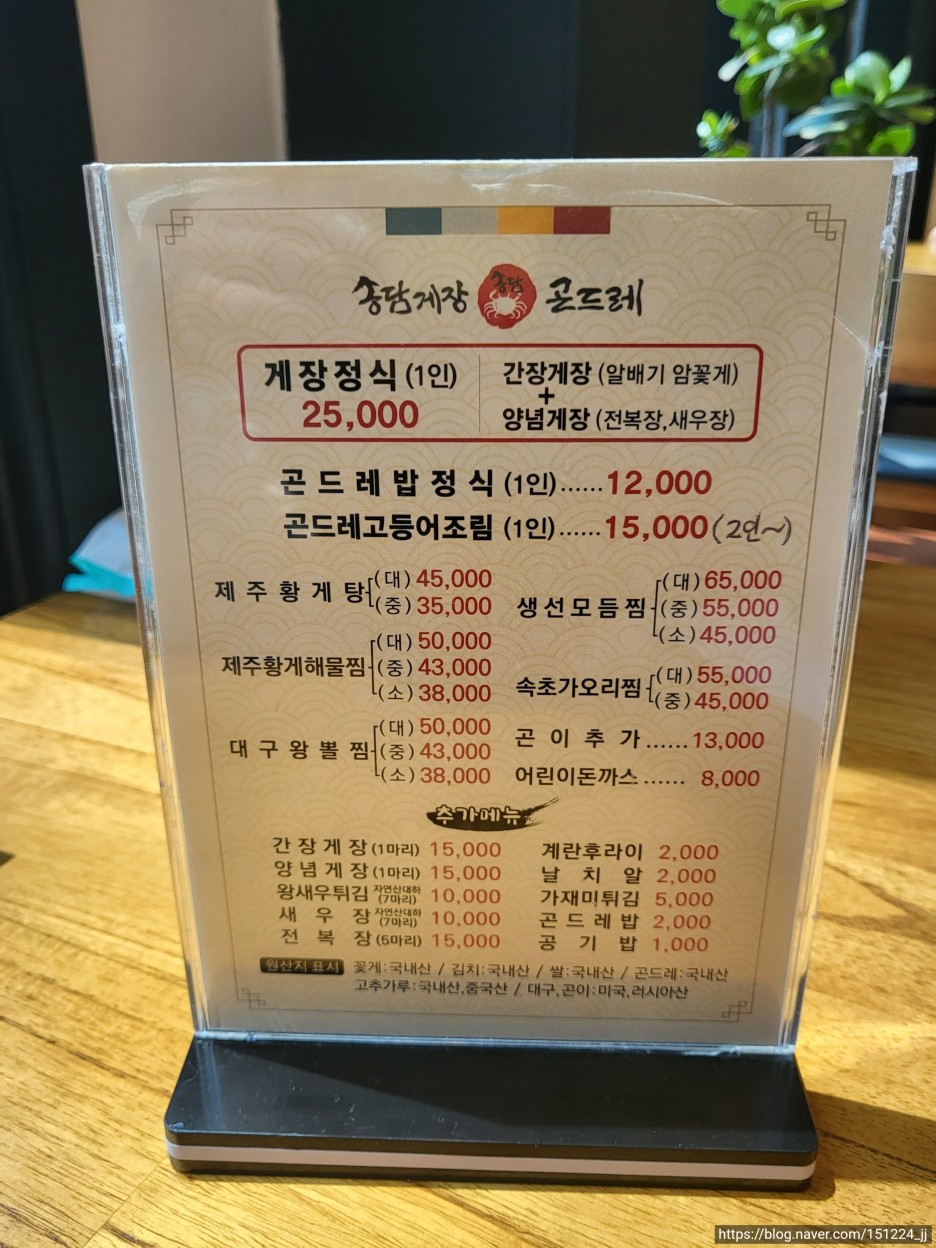 송담게장 송담 곤드레
게장정식 (1인)
25,000
간장게장 (알배기 암꽃게)
+
양념게장 (전복장,새우장)
곤드레밥정식 (1인)......12,000
곤드레고등어조림 (1인)......15,000 (2인~)
제주황게탕
(대) 45,000
(중) 35,000
제주황게해물찜
(대) 50,000
(중) 43,000
(소) 38,000
대구왕뽈찜
(대) 50,000
(중) 43,000
(소) 38,000
생선모듬찜
(대) 65,000
(중) 55,000
(소) 45,000
속초가오리찜
(대) 55,000
(중) 45,000
곤이추가......13,000
어린이돈까스...... 8,000
추가메뉴
간장게장 (1마리) 15,000
양념게장 (1마리) 15,000
왕새우튀김 자연산대하 (7마리) 10,000
새우장 자연산대하 (7마리) 10,000
전복장 (5마리) 15,000
계란후라이 2,000
날치알 2,000
가재미튀김 5,000
곤드레밥 2,000
공기밥 1,000
원산지 표시 꽃게:국내산 / 김치:국내산 / 쌀:국내산 / 곤드레:국내산
고추가루:국내산,중국산 / 대구,곤이:미국,러시아산
https://blog.naver.com/151224_jj